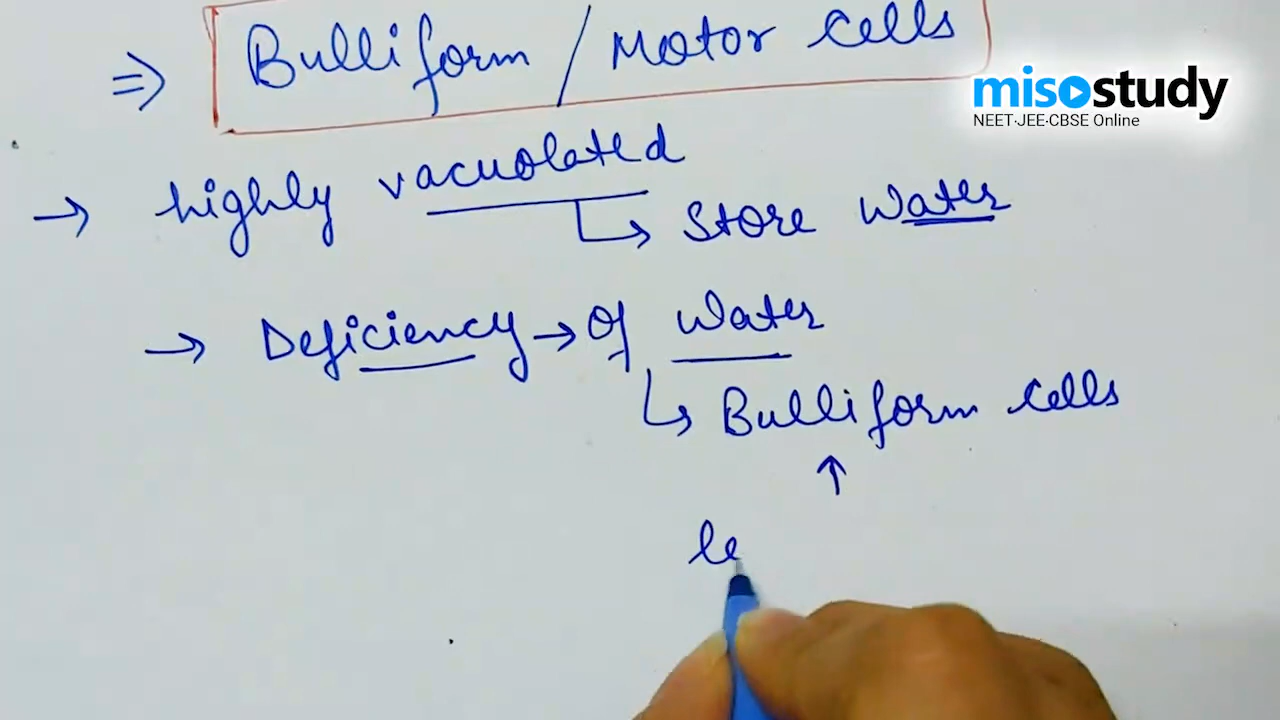 ⇒ Bulliform / Motor cells
misostudy
NEET·JEE·CBSE Online
→ highly vacuolated
↳ Store Water
→ Deficiency → of water
↳ Bulliform cells
↑
le